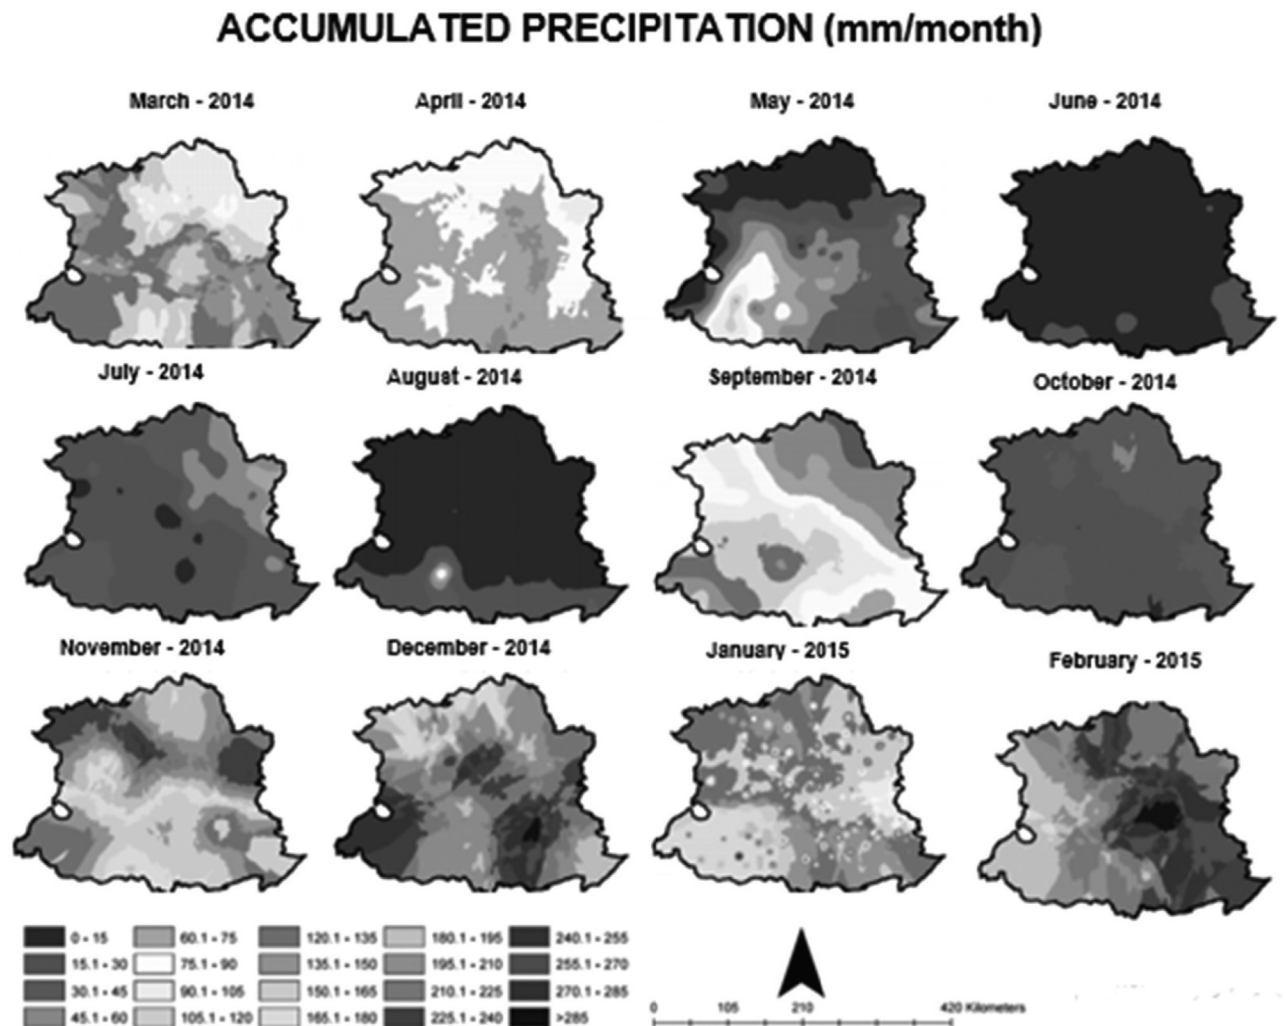 ACCUMULATED PRECIPITATION (mm/month)
March - 2014
April - 2014
May - 2014
June - 2014
July - 2014
August - 2014
September - 2014
October - 2014
November - 2014
December - 2014
January - 2015
February - 2015
0 - 15
60.1 - 75
120.1 - 135
180.1 - 195
240.1 - 255
15.1 - 30
75.1 - 90
135.1 - 150
195.1 - 210
255.1 - 270
30.1 - 45
90.1 - 105
150.1 - 165
210.1 - 225
270.1 - 285
45.1 - 60
105.1 - 120
165.1 - 180
225.1 - 240
>285
0 105 210 420 Kilometers